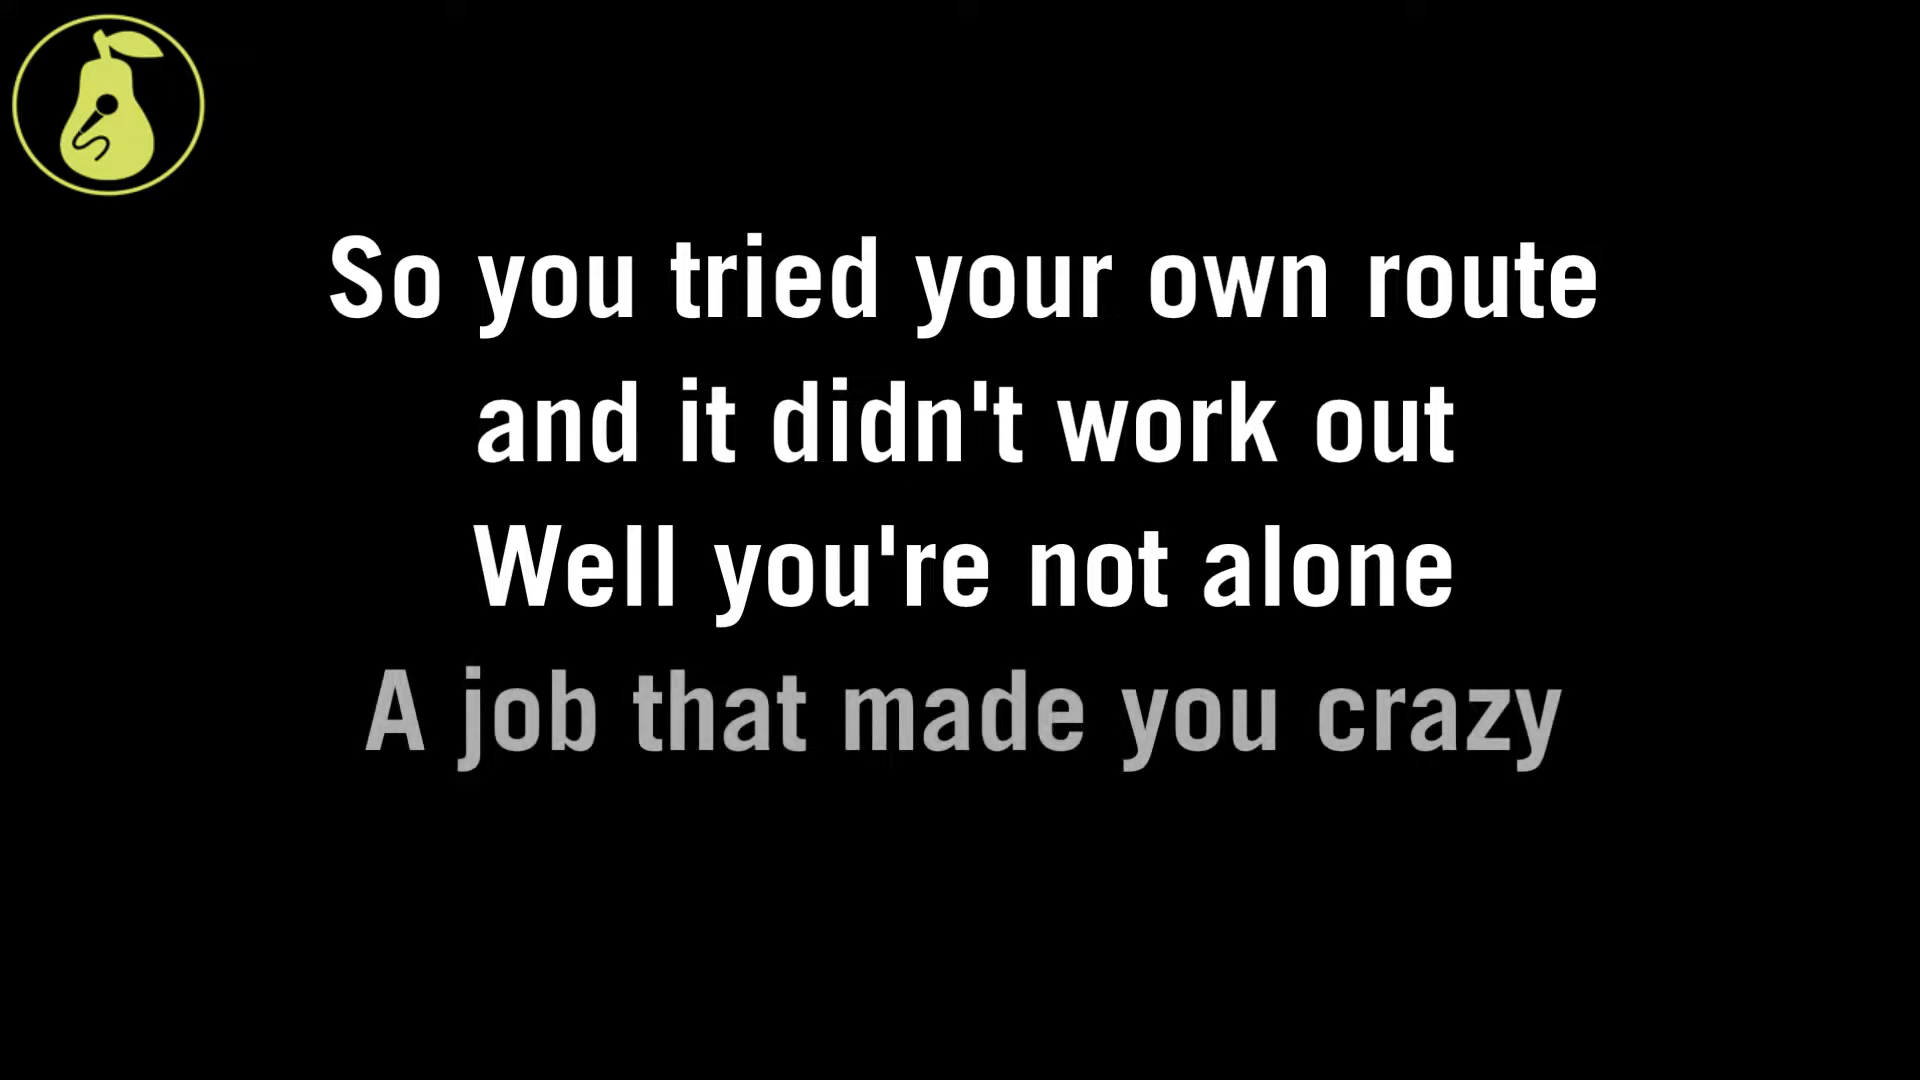 So you tried your own route
and it didn't work out
Well you're not alone
A job that made you crazy